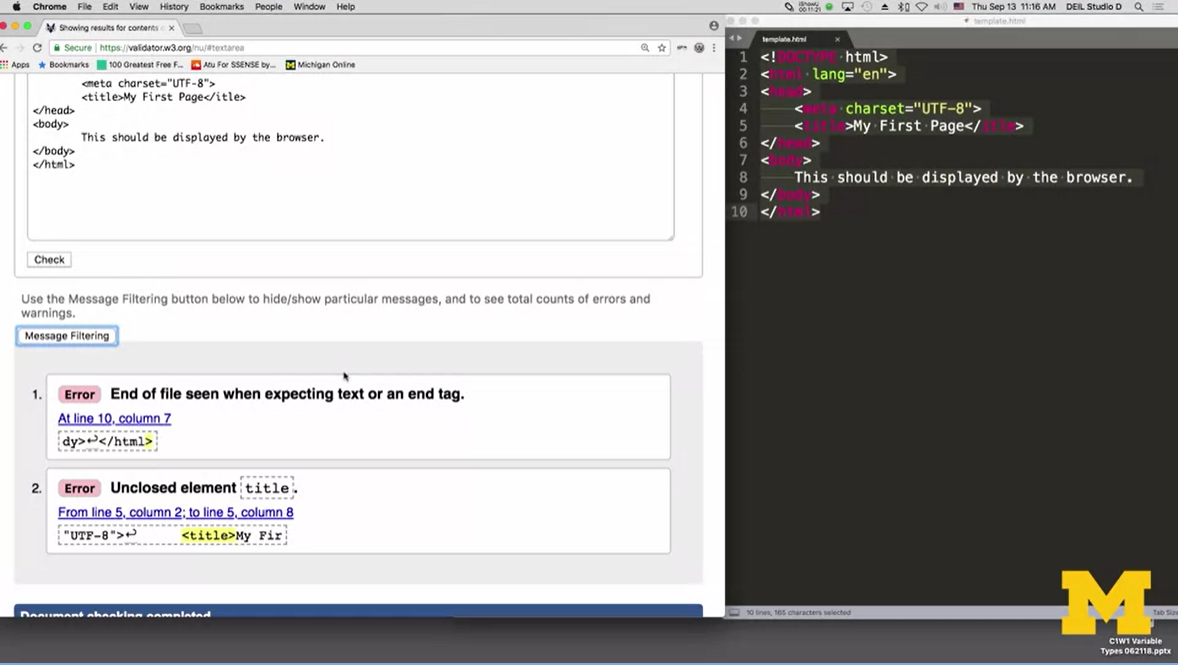 Chrome File Edit View History Bookmarks People Window Help
Thu Sep 13 11:16 AM DEIL Studio D
Showing results for contents
template.html
Secure https://validator.w3.org/nu/#textarea
Apps Bookmarks 100 Greatest Free F... Atu For SSENSE by... Michigan Online
<meta charset="UTF-8">
<title>My First Page</itle>
</head>
<body>
This should be displayed by the browser.
</body>
</html>
Check
Use the Message Filtering button below to hide/show particular messages, and to see total counts of errors and
warnings.
Message Filtering
1. Error End of file seen when expecting text or an end tag.
At line 10, column 7
dy>↩</html>
2. Error Unclosed element title.
From line 5, column 2; to line 5, column 8
"UTF-8">↩ <title>My Fir
Document checking completed
template.html
1 <!DOCTYPE html>
2 <html lang="en">
3 <head>
4 <meta charset="UTF-8">
5 <title>My First Page</itle>
6 </head>
7 <body>
8 This should be displayed by the browser.
9 </body>
10 </html>
10 lines, 165 characters selected
Tab Size
M
C1W1 Variable
Types 062118.pptx